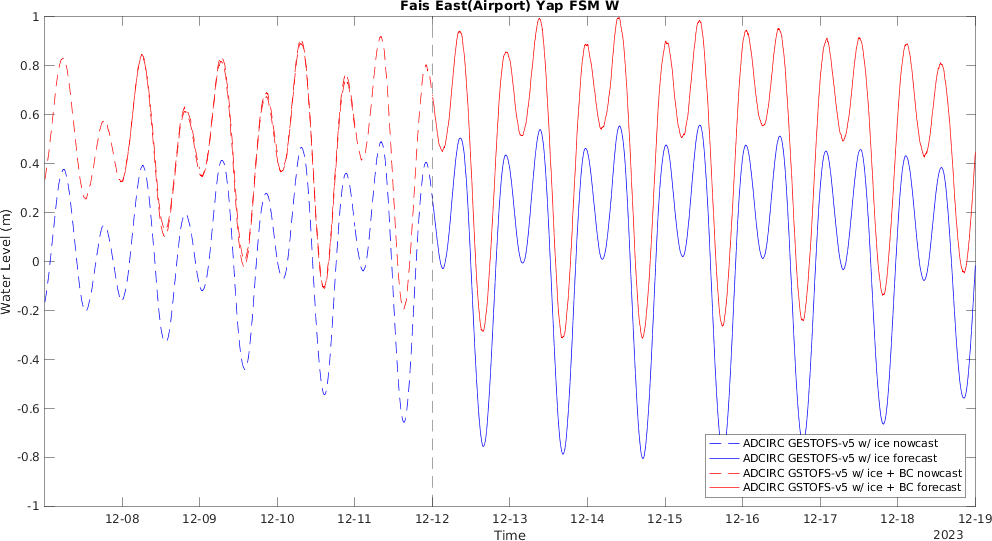 Fais East(Airport) Yap FSM W
1
0.8
0.6
0.4
0.2
0
-0.2
-0.4
-0.6
-0.8
-1
Water Level (m)
ADCIRC GESTOFS-v5 w/ ice nowcast
ADCIRC GESTOFS-v5 w/ ice forecast
ADCIRC GSTOFS-v5 w/ ice + BC nowcast
ADCIRC GSTOFS-v5 w/ ice + BC forecast
12-08 12-09 12-10 12-11 12-12 12-13 12-14 12-15 12-16 12-17 12-18 12-19
Time
2023